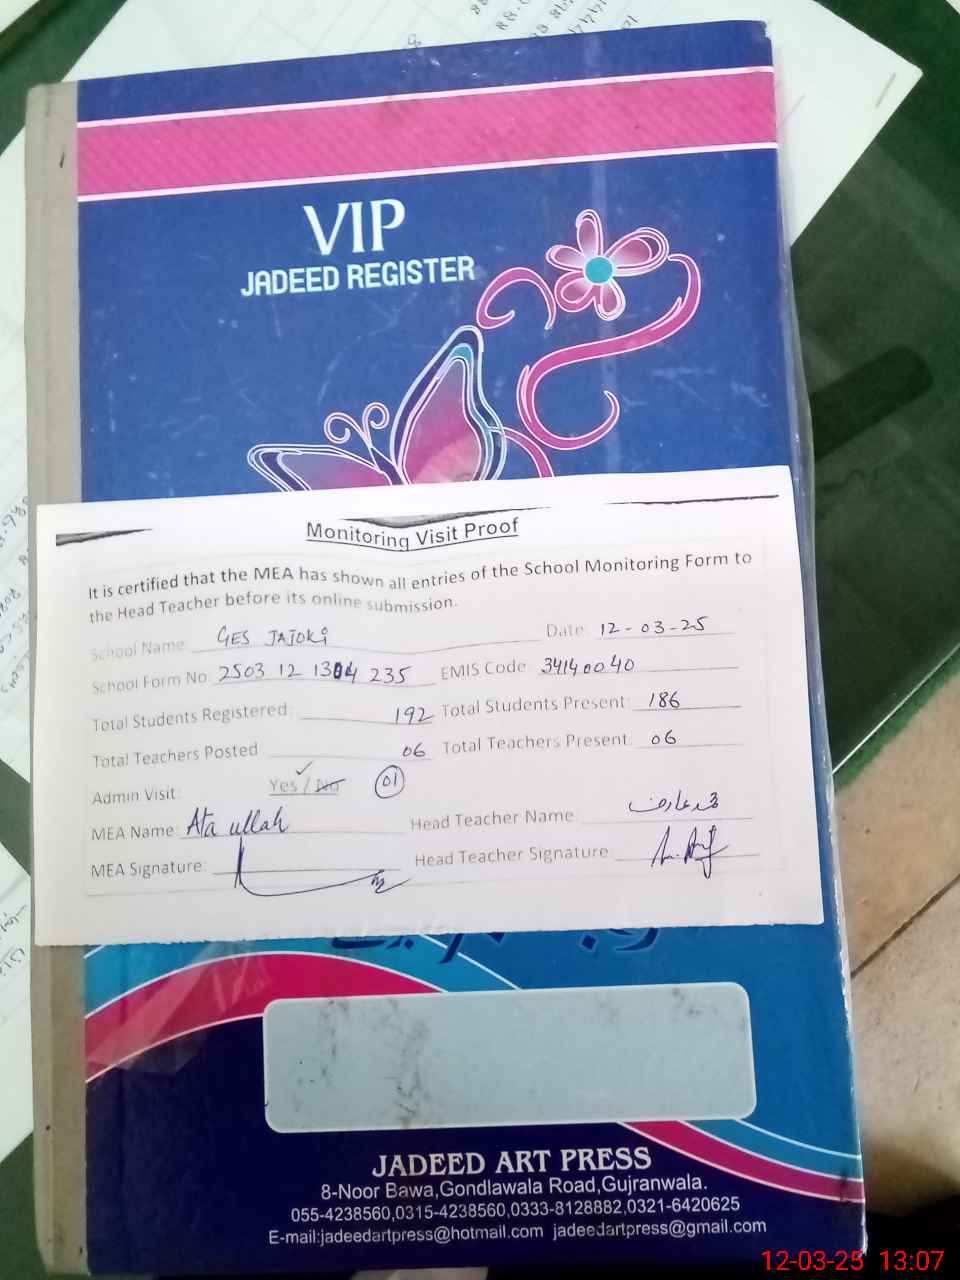 VIP
JADEED REGISTER
Monitoring Visit Proof
It is certified that the MEA has shown all entries of the School Monitoring Form to
the Head Teacher before its online submission.
School Name GES JAJOKI Date: 12-03-25
School Form No 2503 12 1304 235 EMIS Code 34140040
Total Students Registered: 192 Total Students Present: 186
Total Teachers Posted 06 Total Teachers Present: 06
Admin Visit: Yes / No 01
MEA Name: Ata ullah Head Teacher Name: محمد عارف
MEA Signature: Head Teacher Signature
JADEED ART PRESS
8-Noor Bawa,Gondlawala Road,Gujranwala.
055-4238560,0315-4238560,0333-8128882,0321-6420625
E-mail:jadeedartpress@hotmail.com jadeedartpress@gmail.com
12-03-25 13:07